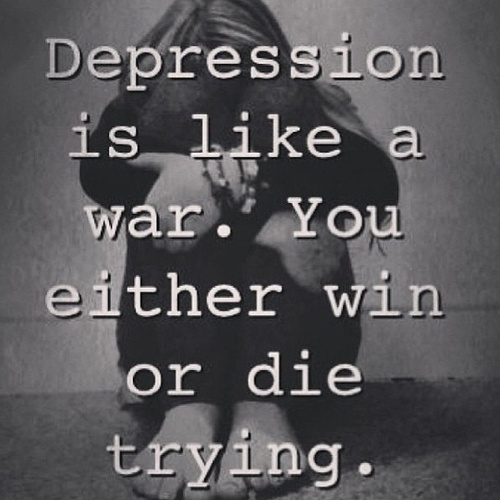 Depression
is like a
war. You
either win
or die
trying.